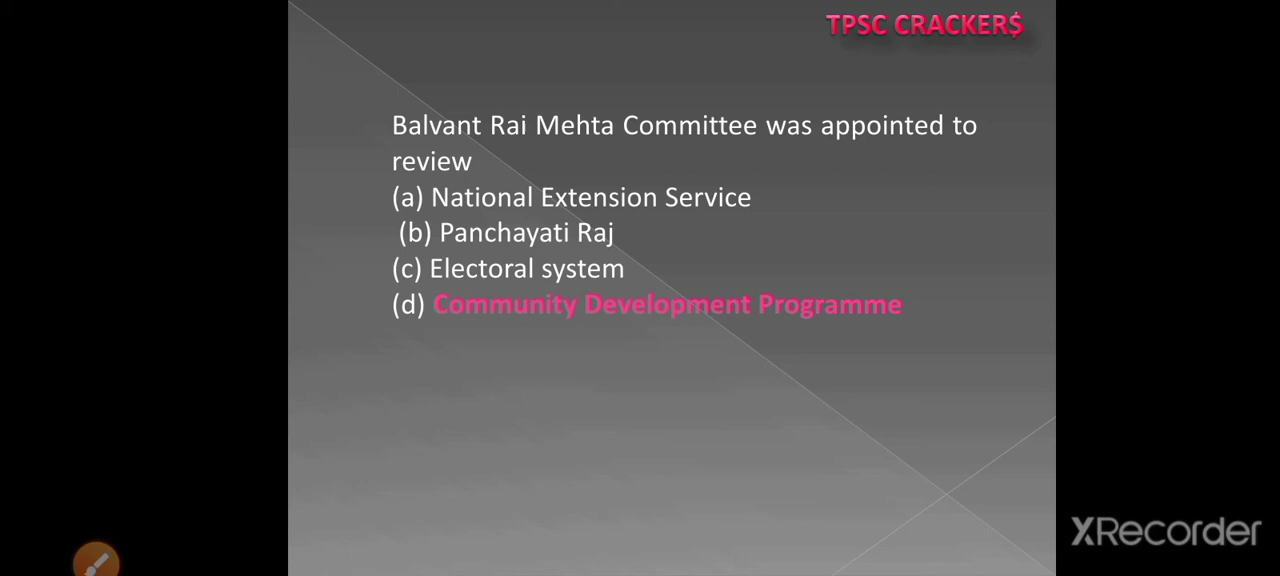 TPSC CRACKER$
Balvant Rai Mehta Committee was appointed to
review
(a) National Extension Service
(b) Panchayati Raj
(c) Electoral system
(d) Community Development Programme
XRecorder